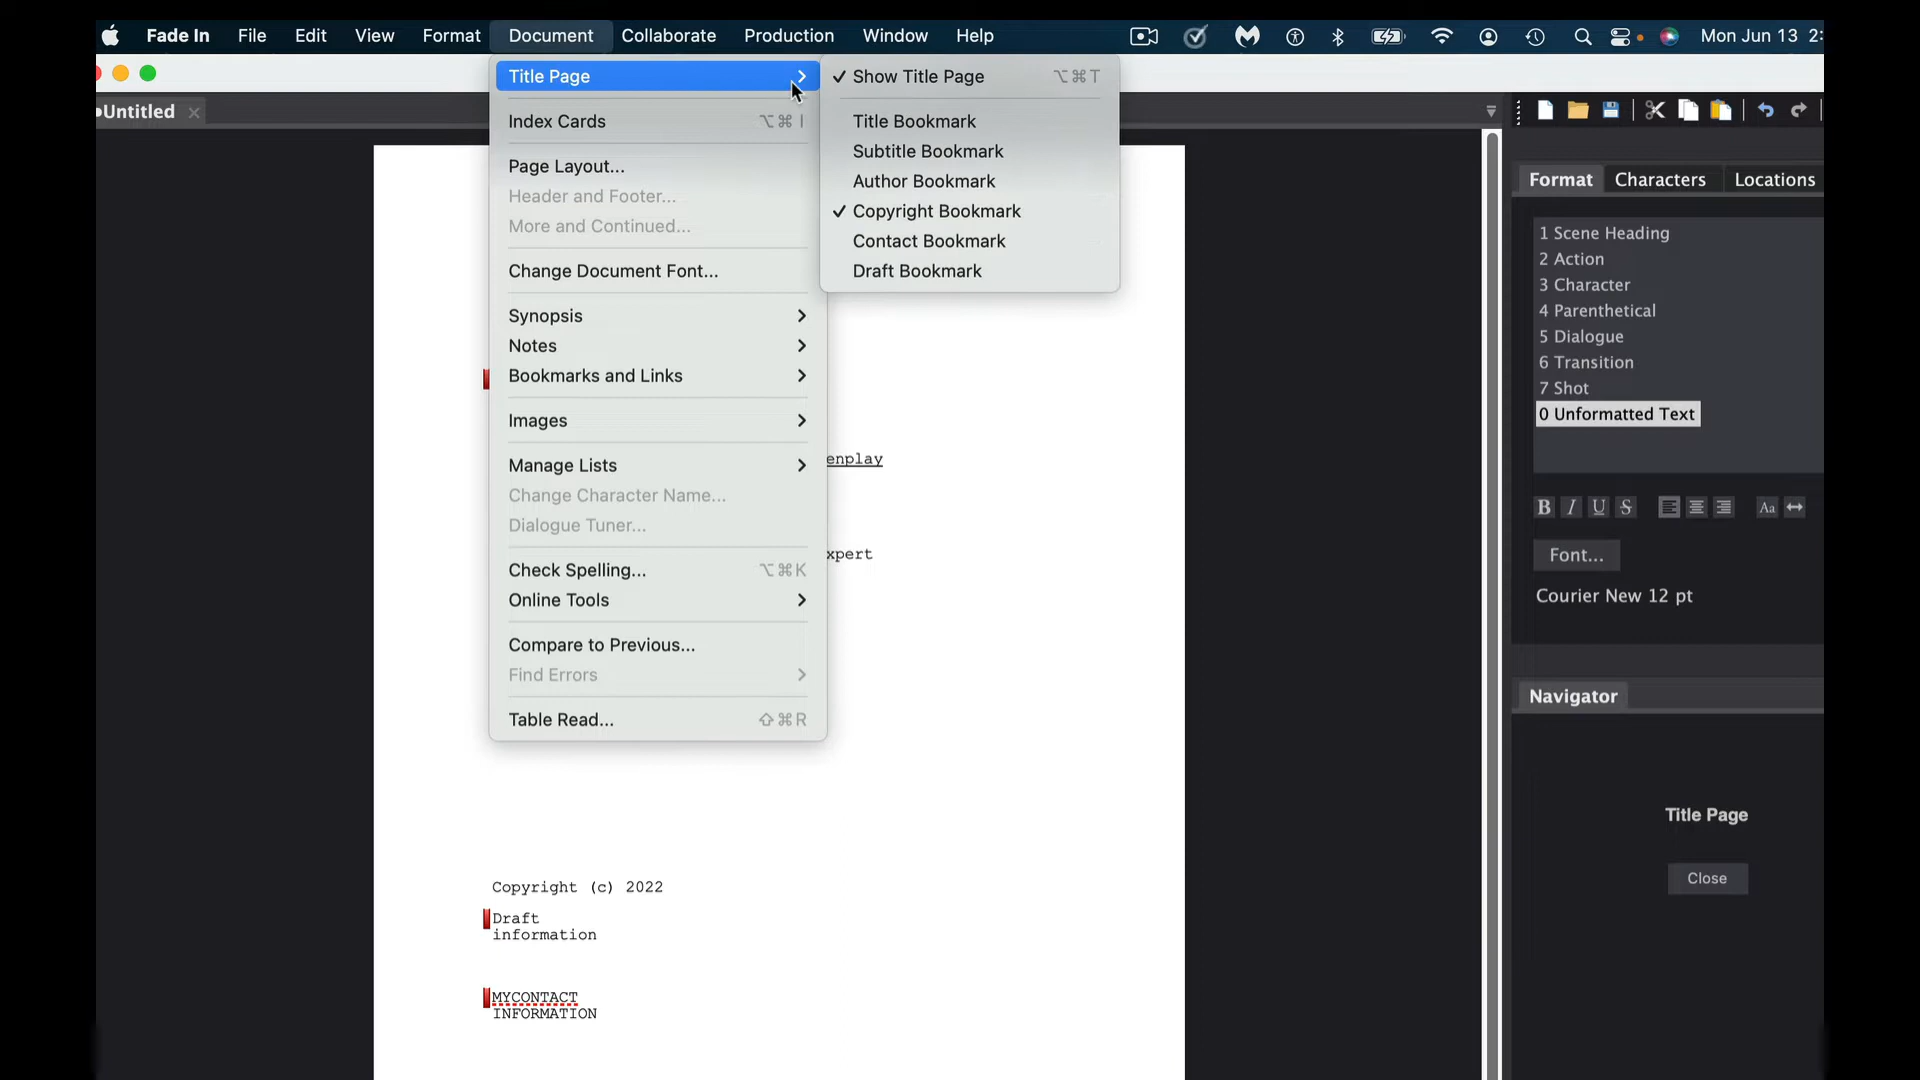 Fade In File Edit View Format Document Collaborate Production Window Help Mon Jun 13 2:
Untitled
Title Page
Index Cards ⌥⌘ I
Page Layout...
Header and Footer...
More and Continued...
Change Document Font...
Synopsis
Notes
Bookmarks and Links
Images
Manage Lists
Change Character Name...
Dialogue Tuner...
Check Spelling... ⌥⌘K
Online Tools
Compare to Previous...
Find Errors
Table Read... ⇧⌘R
✓ Show Title Page ⌥⌘T
Title Bookmark
Subtitle Bookmark
Author Bookmark
✓ Copyright Bookmark
Contact Bookmark
Draft Bookmark
enplay
xpert
Copyright (c) 2022
Draft
information
MYCONTACT
INFORMATION
Format Characters Locations
1 Scene Heading
2 Action
3 Character
4 Parenthetical
5 Dialogue
6 Transition
7 Shot
0 Unformatted Text
B I U S Aa
Font...
Courier New 12 pt
Navigator
Title Page
Close